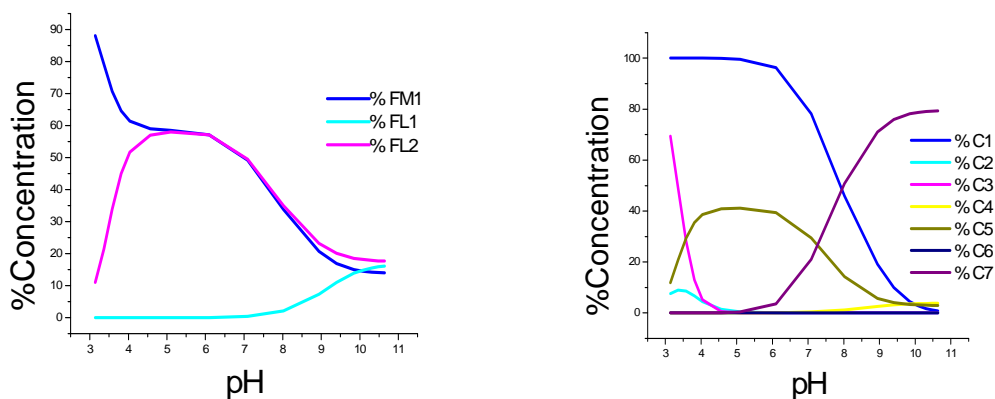 %Concentration
90
80
70
60
50
40
30
20
10
0
3 4 5 6 7 8 9 10 11
pH
% FM1
% FL1
% FL2
%Concentration
100
80
60
40
20
0
3 4 5 6 7 8 9 10 11
pH
% C1
% C2
% C3
% C4
% C5
% C6
% C7